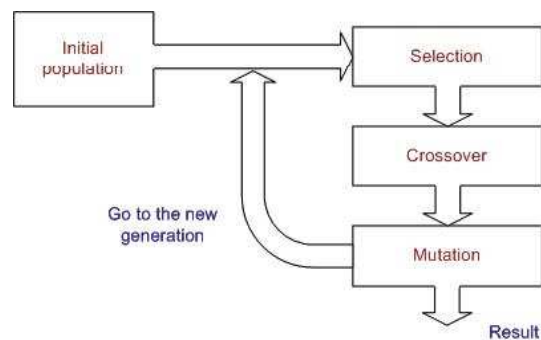 Initial
population
Selection
Crossover
Go to the new
generation
Mutation
Result